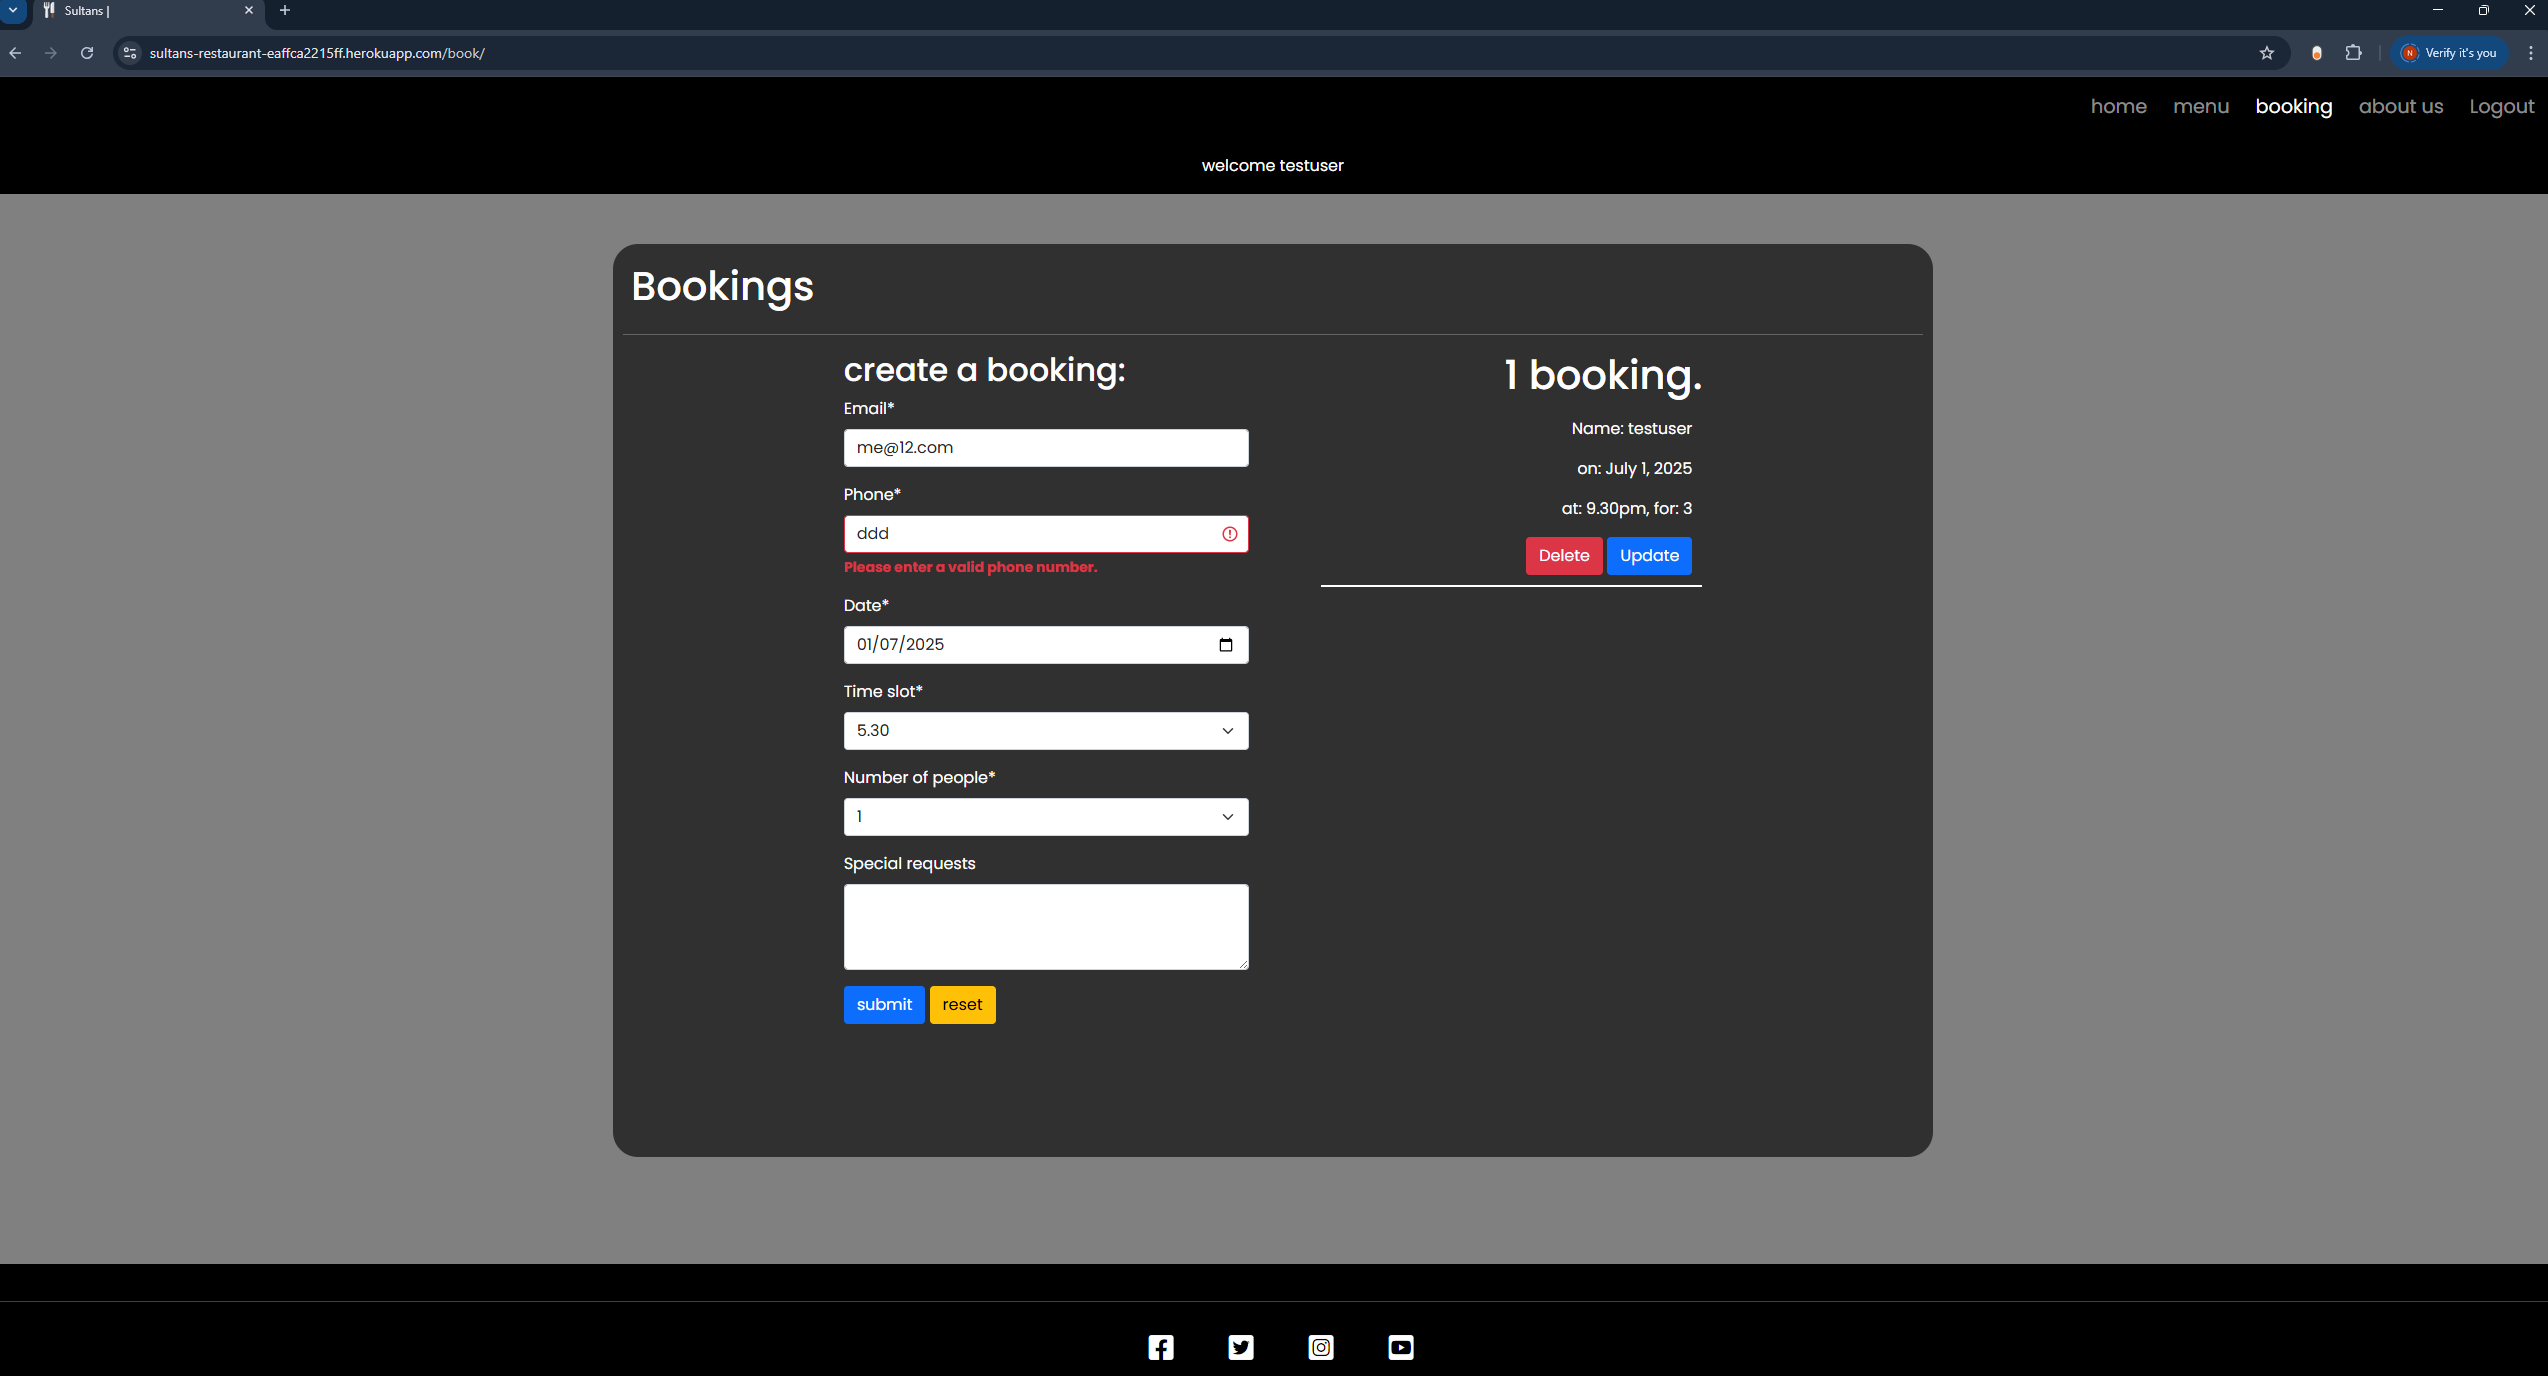 Sultans |
sultans-restaurant-eaffca2215ff.herokuapp.com/book/
N
Verify it's you
home menu booking about us Logout
welcome testuser
Bookings
create a booking:
Email*
me@12.com
Phone*
ddd
Please enter a valid phone number.
Date*
01/07/2025
Time slot*
5.30
Number of people*
1
Special requests
submit reset
1 booking.
Name: testuser
on: July 1, 2025
at: 9.30pm, for: 3
Delete Update